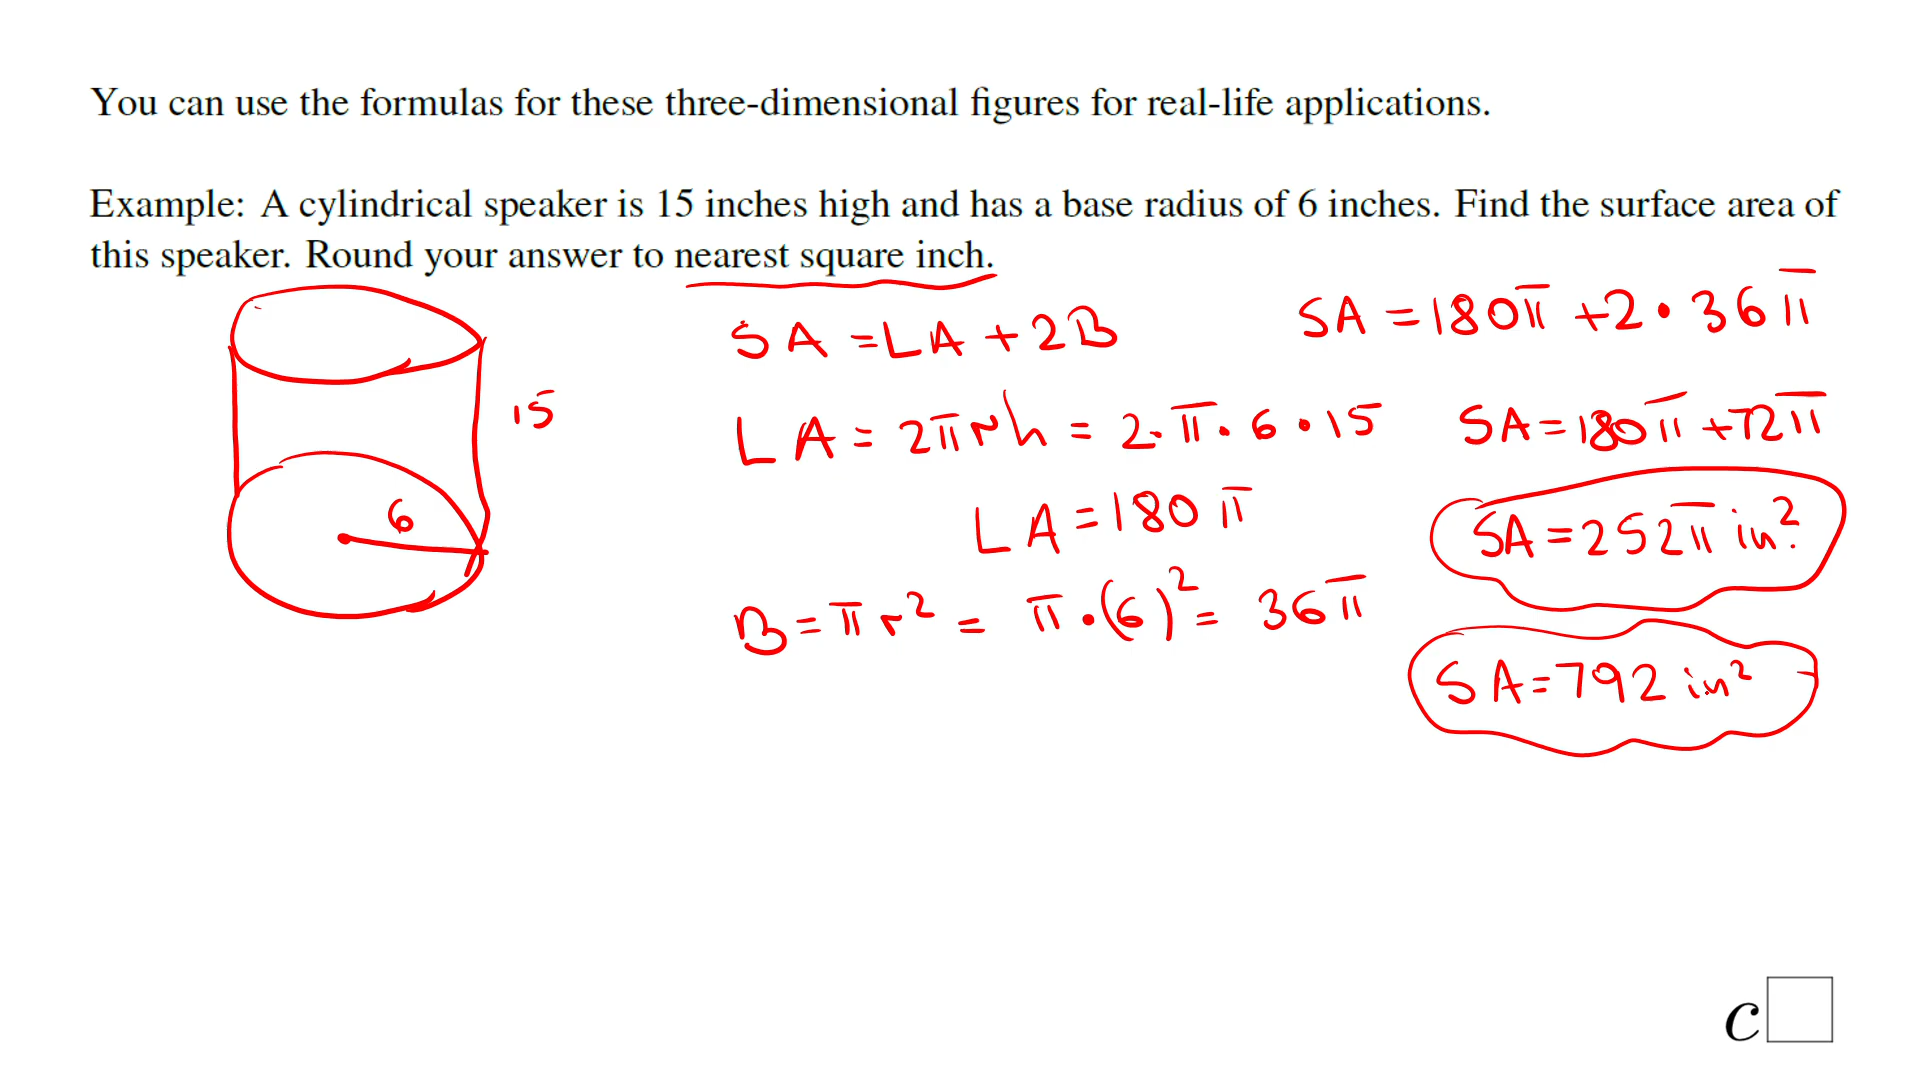 You can use the formulas for these three-dimensional figures for real-life applications.
Example: A cylindrical speaker is 15 inches high and has a base radius of 6 inches. Find the surface area of
this speaker. Round your answer to nearest square inch.
15
6
SA = LA + 2B
LA = 2πrh = 2·π·6·15
LA = 180π
B = πr² = π·(6)² = 36π
SA = 180π + 2·36π
SA = 180π + 72π
SA = 252π in².
SA = 792 in²
c